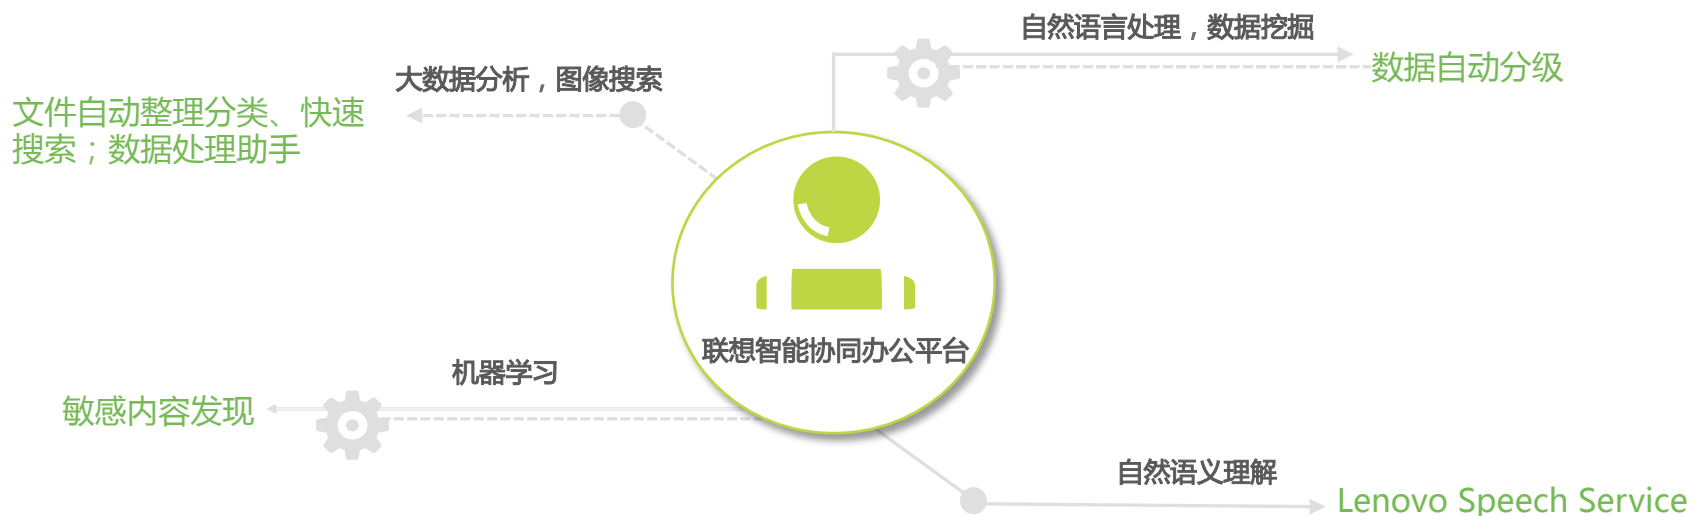 自然语言处理，数据挖掘
数据自动分级
大数据分析，图像搜索
文件自动整理分类、快速
搜索；数据处理助手
联想智能协同办公平台
机器学习
敏感内容发现
自然语义理解
Lenovo Speech Service